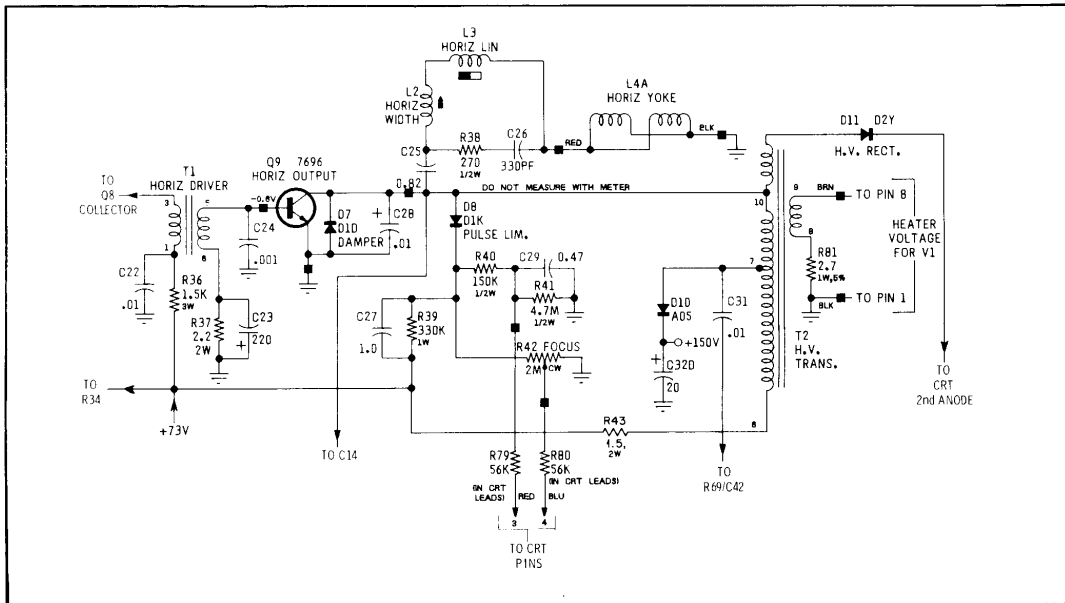 L3
HORIZ LIN
L4A
HORIZ YOKE
L2
HORIZ
WIDTH
RED
BLK
D11 D2Y
H.V. RECT.
R38
270
1/2W
C26
330PF
C25
0.82
Q9 7696
HORIZ OUTPUT
T1
HORIZ DRIVER
TO
Q8
COLLECTOR
3
1
6
-0.6V
DO NOT MEASURE WITH METER
10
9
BRN
TO PIN 8
HEATER
VOLTAGE
FOR V1
8
R81
2.7
1W,5%
BLK
TO PIN 1
C24
.001
D7
D1D
DAMPER
+
C28
.01
D8
D1K
PULSE LIM.
C22
.01
R36
1.5K
3W
R37
2.2
2W
C23
220
+
R40
150K
1/2W
C29
0.47
R41
4.7M
1/2W
7
D10
A05
C31
.01
+150V
+
C32D
20
T2
H.V.
TRANS.
C27
1.0
R39
330K
1W
R42 FOCUS
2M
CW
TO
R34
+73V
TO C14
R43
1.5,
2W
TO
R69/C42
TO
CRT
2nd ANODE
R79
56K
R80
56K
(IN CRT
LEADS)
RED
(IN CRT LEADS)
BLU
3
4
TO CRT
PINS